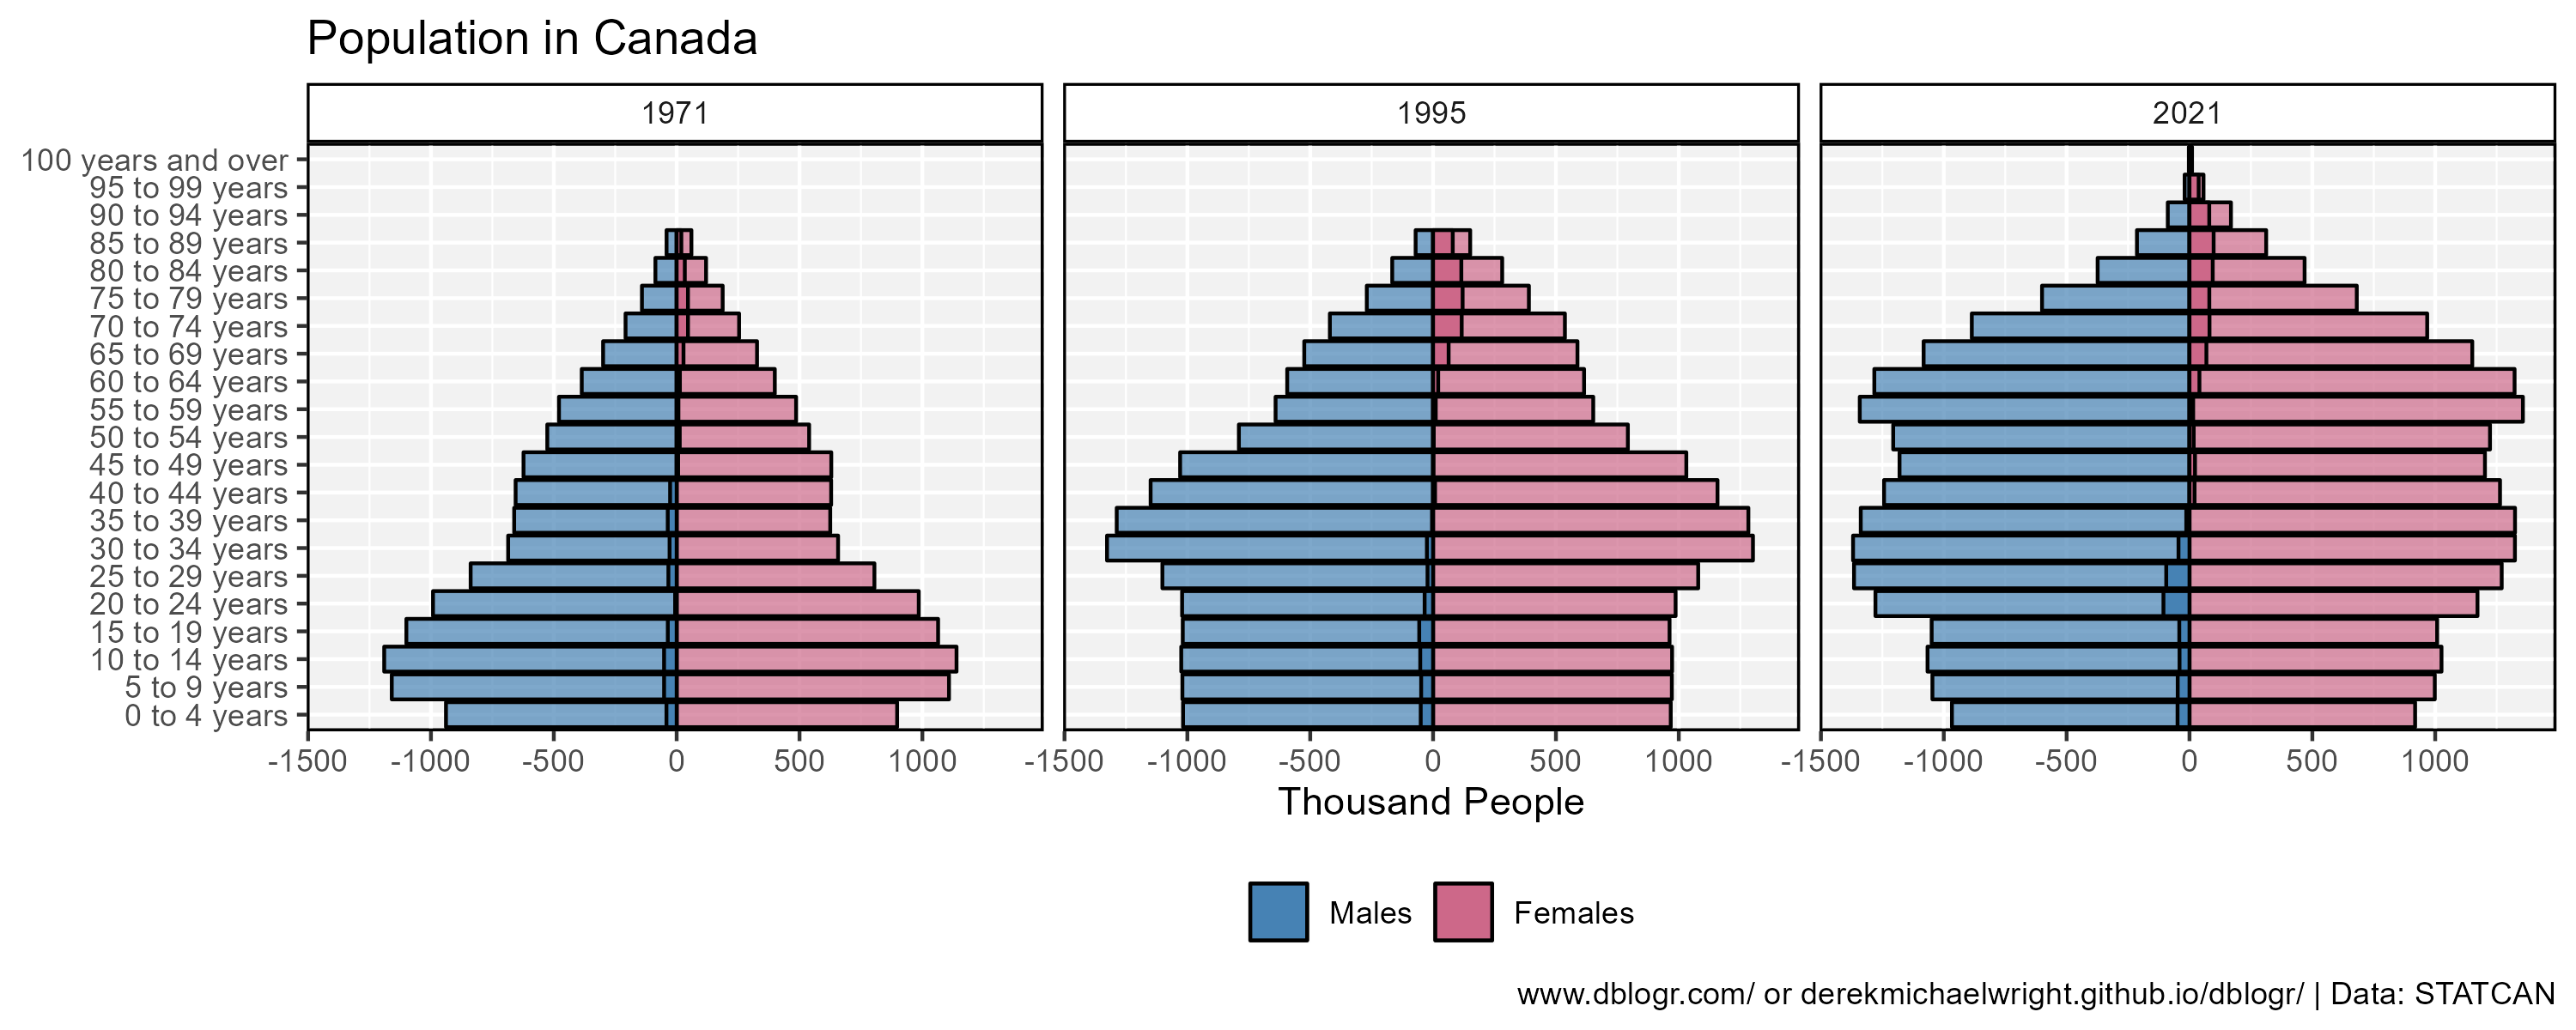 Population in Canada
1971 1995 2021
100 years and over
95 to 99 years
90 to 94 years
85 to 89 years
80 to 84 years
75 to 79 years
70 to 74 years
65 to 69 years
60 to 64 years
55 to 59 years
50 to 54 years
45 to 49 years
40 to 44 years
35 to 39 years
30 to 34 years
25 to 29 years
20 to 24 years
15 to 19 years
10 to 14 years
5 to 9 years
0 to 4 years
-1500 -1000 -500 0 500 1000 -1500 -1000 -500 0 500 1000 -1500 -1000 -500 0 500 1000
Thousand People
Males Females
www.dblogr.com/ or derekmichaelwright.github.io/dblogr/ | Data: STATCAN